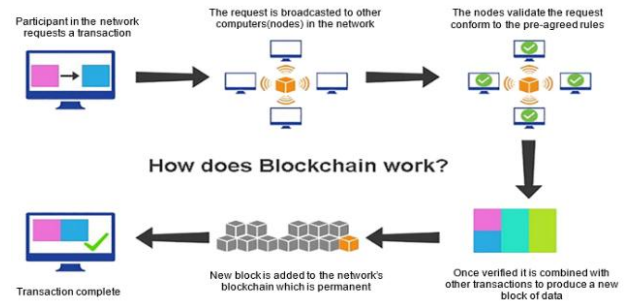 Participant in the network
requests a transaction
The request is broadcasted to other
computers(nodes) in the network
The nodes validate the request
conform to the pre-agreed rules
How does Blockchain work?
Transaction complete
New block is added to the network's
blockchain which is permanent
Once verified it is combined with
other transactions to produce a new
block of data